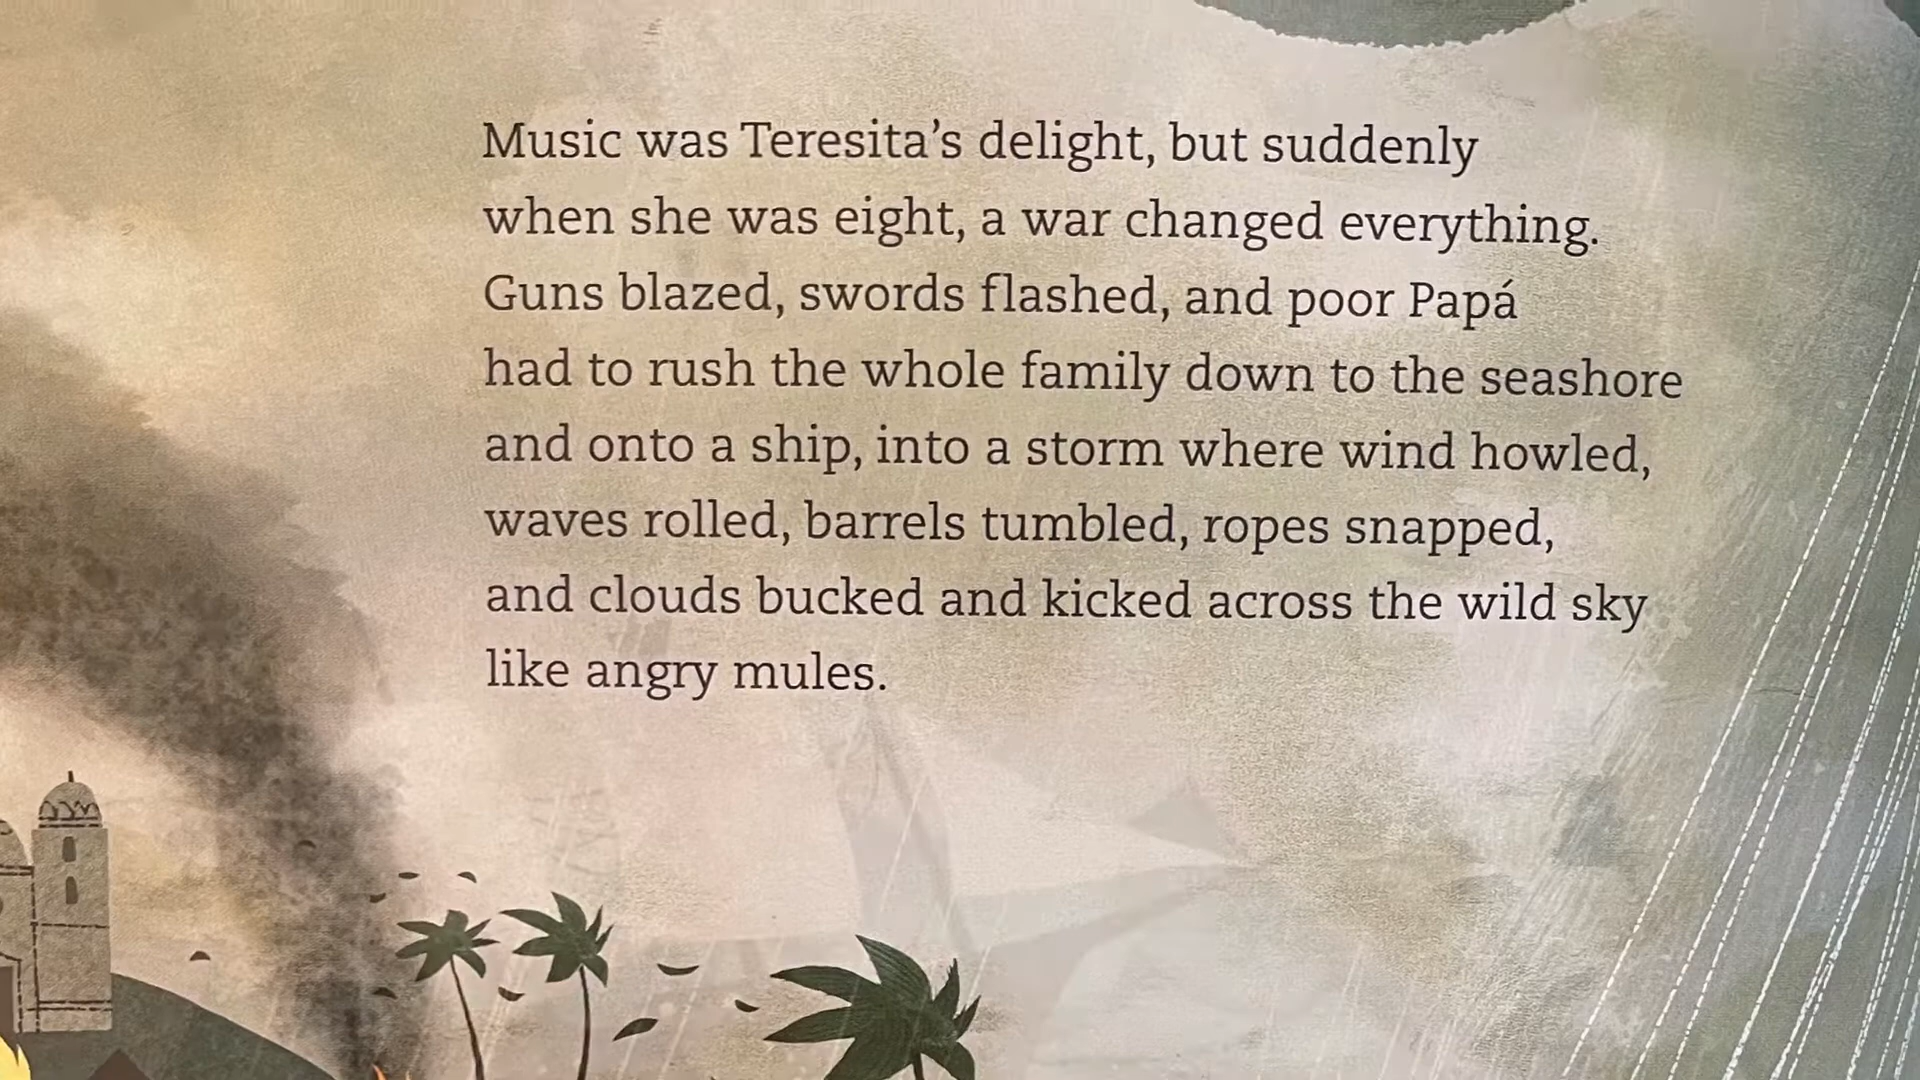 Music was Teresita’s delight, but suddenly
when she was eight, a war changed everything.
Guns blazed, swords flashed, and poor Papá
had to rush the whole family down to the seashore
and onto a ship, into a storm where wind howled,
waves rolled, barrels tumbled, ropes snapped,
and clouds bucked and kicked across the wild sky
like angry mules.